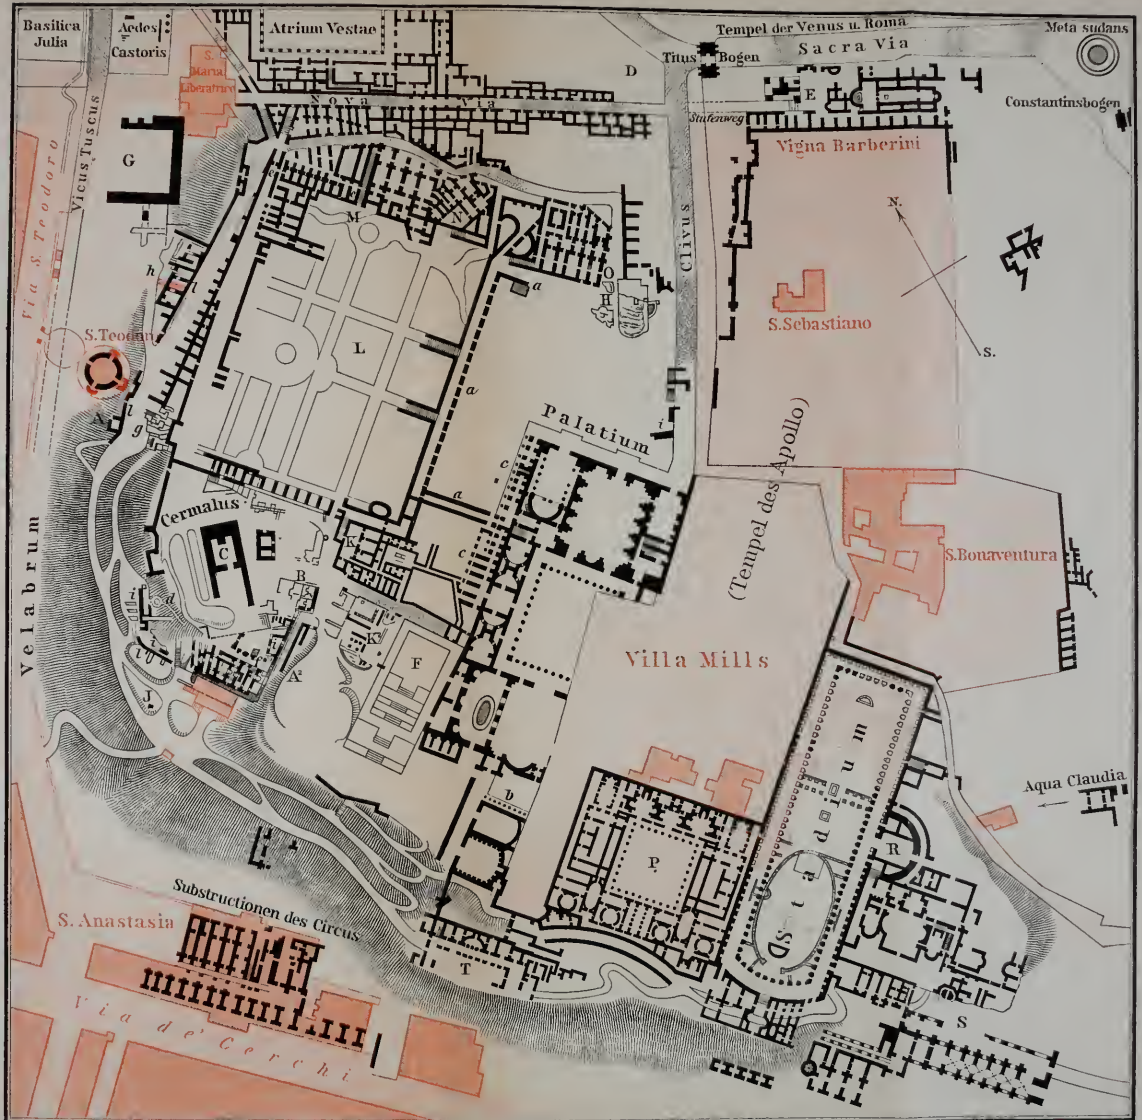 Basilica
Julia
Aedes
Castoris
Atrium Vestae
Tempel der Venus u. Roma
Meta sudans
Sacra Via
Titus Bogen
D
S.
Maria
Liberatrice
Nova Via
E
Constantinsbogen
Stufenweg
Vigna Barberini
G
Vicus Tuscus
Via S. Teodoro
N.
M
Clivus
h
l
a
O
H
S. Sebastiano
S. Teodoro
L
a
S.
l
g
Palatium
i
(Tempel des Apollo)
c
Cermalus
a
C
K
c
S. Bonaventura
Velabrum
B
i
d
K
F
Villa Mills
i
A
J
Stadium
Aqua Claudia
b
P
R
Substructionen des Circus
S. Anastasia
SD
T
S
Via de' Cerchi